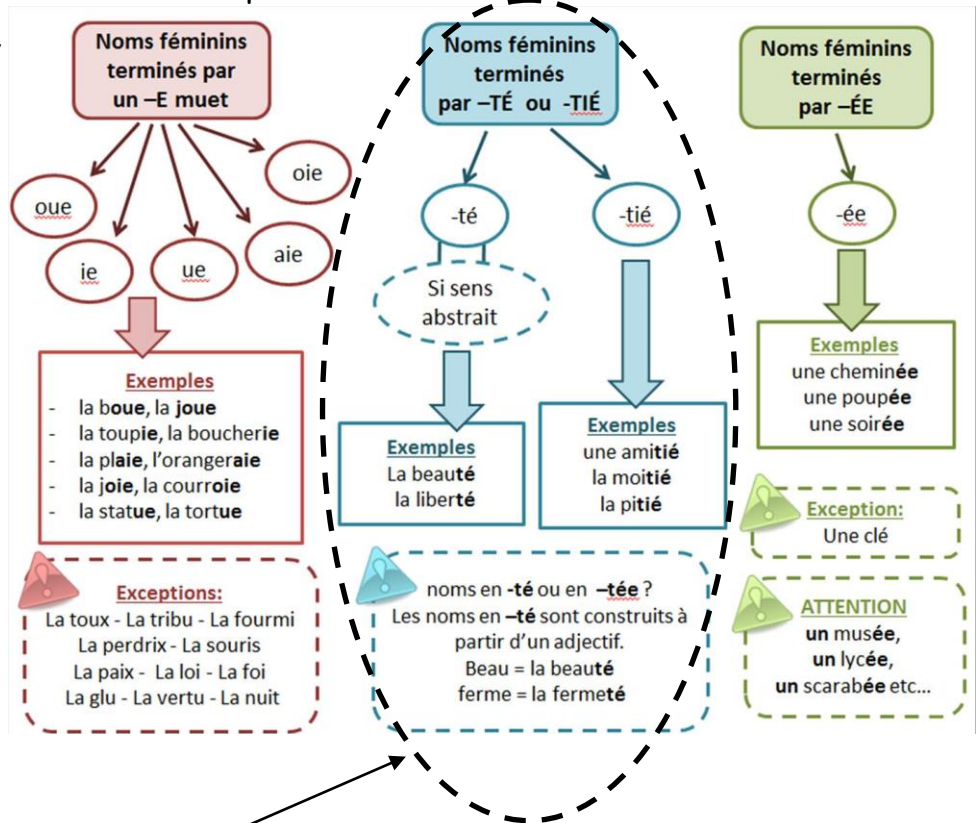 Noms féminins
terminés par
un –E muet
oue
ie
ue
aie
oie
Exemples
- la boue, la joue
- la toupie, la boucherie
- la plaie, l'orangeraie
- la joie, la courroie
- la statue, la tortue
Exceptions:
La toux - La tribu - La fourmi
La perdrix - La souris
La paix - La loi - La foi
La glu - La vertu - La nuit
Noms féminins
terminés
par –TÉ ou -TIÉ
-té
-tié
Si sens
abstrait
Exemples
La beauté
la liberté
Exemples
une amitié
la moitié
la pitié
noms en -té ou en –tée ?
Les noms en –té sont construits à
partir d'un adjectif.
Beau = la beauté
ferme = la fermeté
Noms féminins
terminés
par –ÉE
-ée
Exemples
une cheminée
une poupée
une soirée
Exception:
Une clé
ATTENTION
un musée,
un lycée,
un scarabée etc...